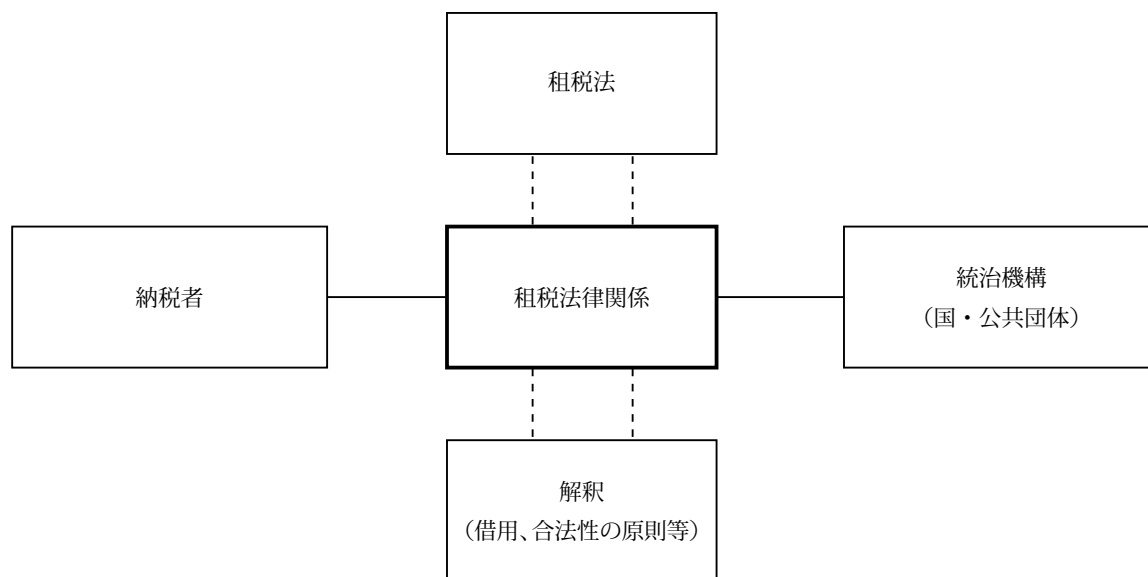 租税法
納税者
租税法律関係
統治機構
（国・公共団体）
解釈
（借用、合法性の原則等）